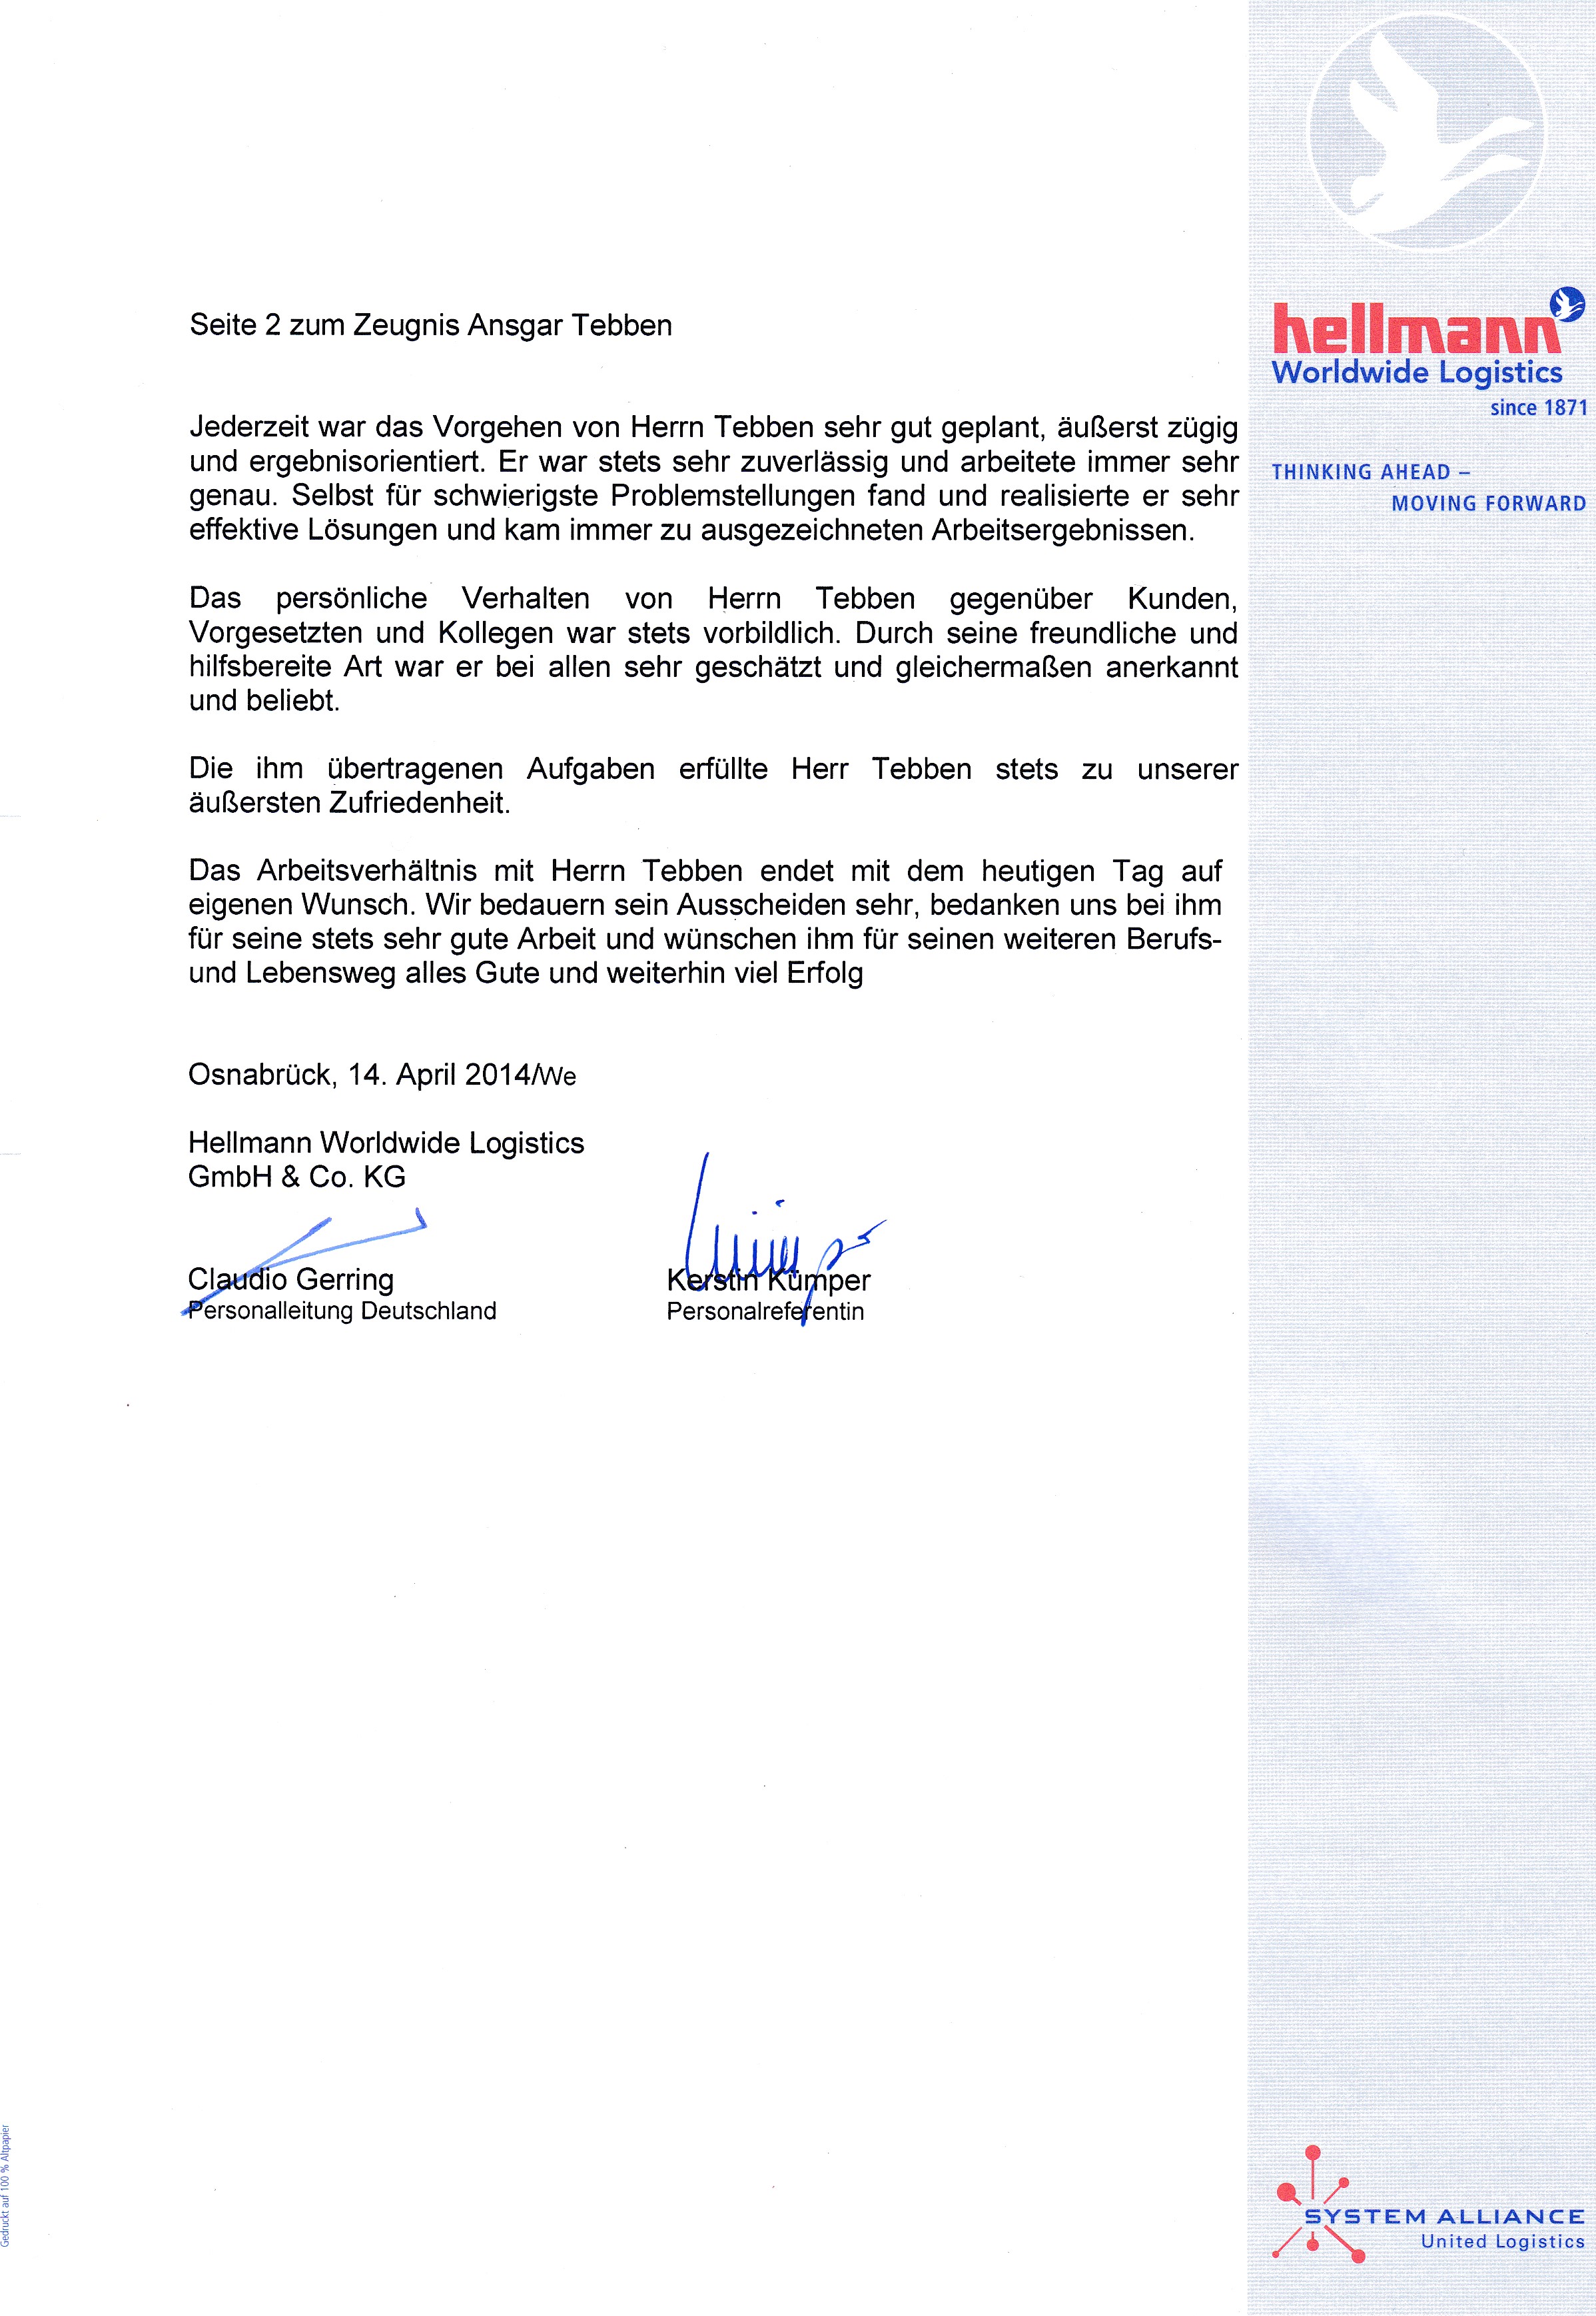 Seite 2 zum Zeugnis Ansgar Tebben
Jederzeit war das Vorgehen von Herrn Tebben sehr gut geplant, äußerst zügig
und ergebnisorientiert. Er war stets sehr zuverlässig und arbeitete immer sehr
genau. Selbst für schwierigste Problemstellungen fand und realisierte er sehr
effektive Lösungen und kam immer zu ausgezeichneten Arbeitsergebnissen.
Das persönliche Verhalten von Herrn Tebben gegenüber Kunden,
Vorgesetzten und Kollegen war stets vorbildlich. Durch seine freundliche und
hilfsbereite Art war er bei allen sehr geschätzt und gleichermaßen anerkannt
und beliebt.
Die ihm übertragenen Aufgaben erfüllte Herr Tebben stets zu unserer
äußersten Zufriedenheit.
Das Arbeitsverhältnis mit Herrn Tebben endet mit dem heutigen Tag auf
eigenen Wunsch. Wir bedauern sein Ausscheiden sehr, bedanken uns bei ihm
für seine stets sehr gute Arbeit und wünschen ihm für seinen weiteren Berufs-
und Lebensweg alles Gute und weiterhin viel Erfolg
Osnabrück, 14. April 2014/We
Hellmann Worldwide Logistics
GmbH & Co. KG
Claudio Gerring
Personalleitung Deutschland
Kerstin Kümper
Personalreferentin
hellmann
Worldwide Logistics
since 1871
THINKING AHEAD –
MOVING FORWARD
SYSTEM ALLIANCE
United Logistics
Gedruckt auf 100 % Altpapier